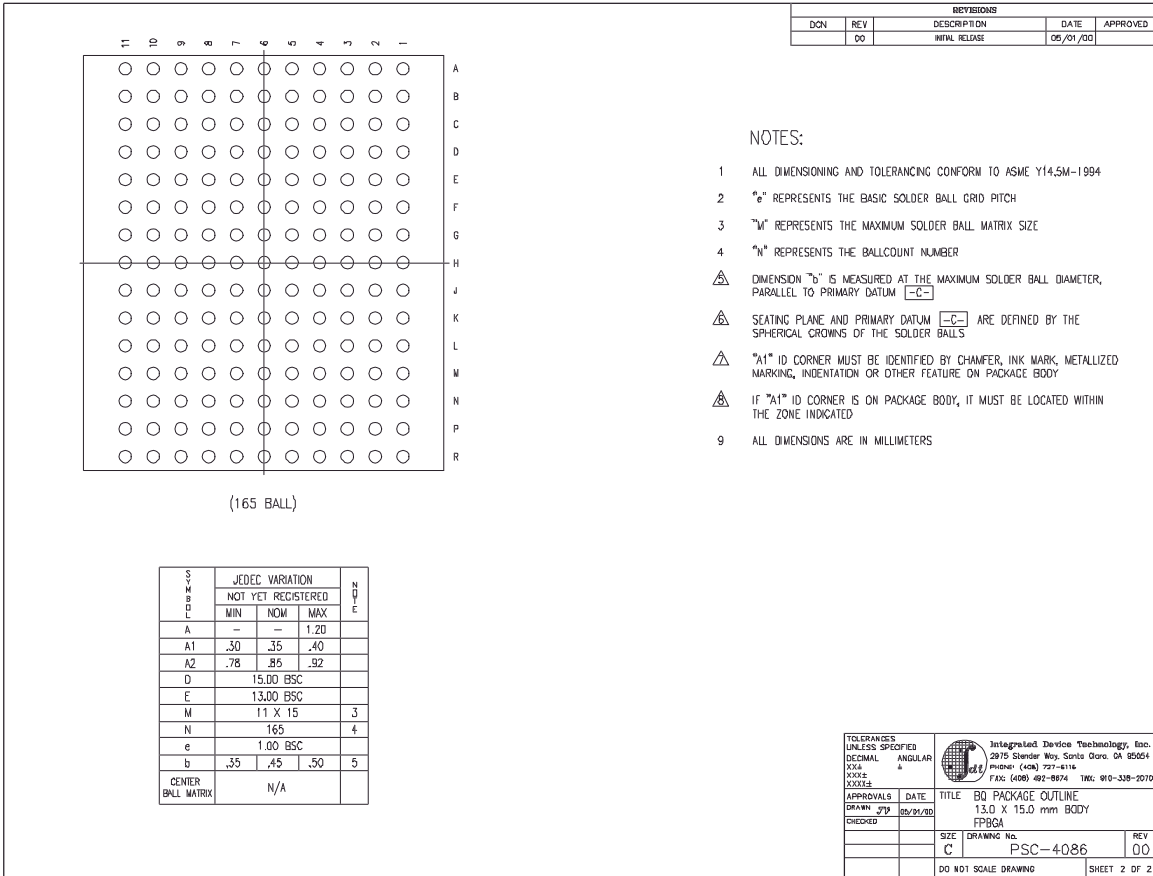 REVISIONS
DCN REV DESCRIPTION DATE APPROVED
00 INITIAL RELEASE 05/01/00
11 10 9 8 7 6 5 4 3 2 1
A
B
C
D
E
F
G
H
J
K
L
M
N
P
R
(165 BALL)
NOTES:
1 ALL DIMENSIONING AND TOLERANCING CONFORM TO ASME Y14.5M-1994
2 "e" REPRESENTS THE BASIC SOLDER BALL GRID PITCH
3 "M" REPRESENTS THE MAXIMUM SOLDER BALL MATRIX SIZE
4 "N" REPRESENTS THE BALLCOUNT NUMBER
5 DIMENSION "b" IS MEASURED AT THE MAXIMUM SOLDER BALL DIAMETER,
PARALLEL TO PRIMARY DATUM -C-
6 SEATING PLANE AND PRIMARY DATUM -C- ARE DEFINED BY THE
SPHERICAL CROWNS OF THE SOLDER BALLS
7 "A1" ID CORNER MUST BE IDENTIFIED BY CHAMFER, INK MARK, METALLIZED
MARKING, INDENTATION OR OTHER FEATURE ON PACKAGE BODY
8 IF "A1" ID CORNER IS ON PACKAGE BODY, IT MUST BE LOCATED WITHIN
THE ZONE INDICATED
9 ALL DIMENSIONS ARE IN MILLIMETERS
SYMBOL JEDEC VARIATION NOTE
NOT YET REGISTERED
MIN NOM MAX
A – – 1.20
A1 .30 .35 .40
A2 .78 .85 .92
D 15.00 BSC
E 13.00 BSC
M 11 X 15 3
N 165 4
e 1.00 BSC
b .35 .45 .50 5
CENTER
BALL MATRIX N/A
TOLERANCES
UNLESS SPECIFIED
DECIMAL ANGULAR
XX± ±
XXX±
XXXX±
idt
Integrated Device Technology, Inc.
2975 Stender Way, Santa Clara, CA 95054
PHONE: (408) 727-6116
FAX: (408) 492-8674 TWX: 910-338-2070
APPROVALS DATE
DRAWN 05/01/00
CHECKED
TITLE BQ PACKAGE OUTLINE
13.0 X 15.0 mm BODY
FPBGA
SIZE DRAWING No. REV
C PSC-4086 00
DO NOT SCALE DRAWING SHEET 2 OF 2